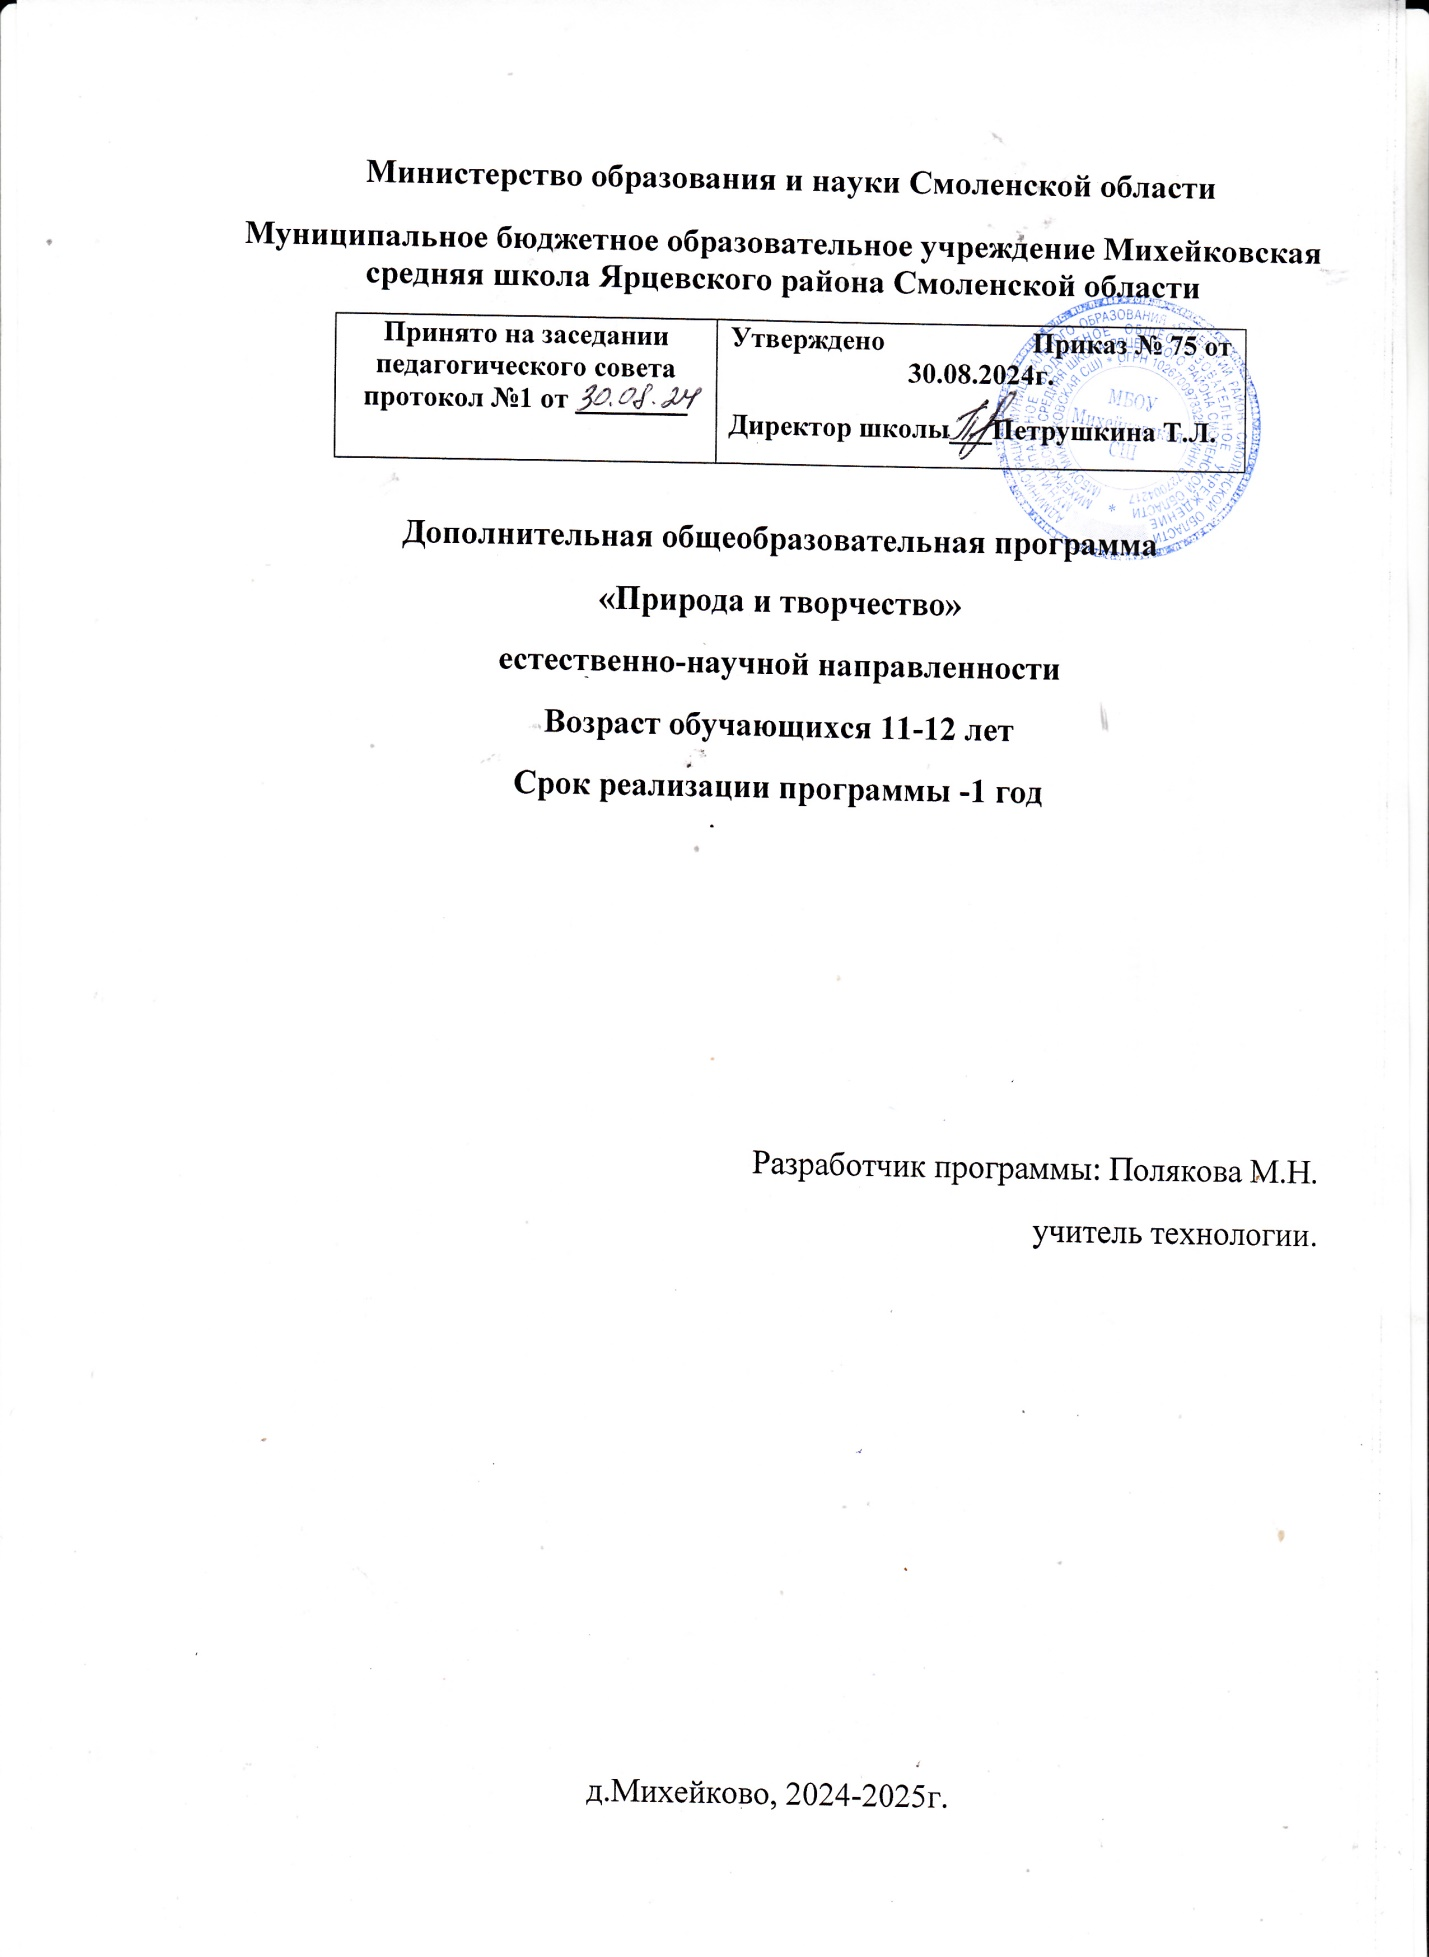 Министерство образования и науки Смоленской области
Муниципальное бюджетное образовательное учреждение Михейковская
средняя школа Ярцевского района Смоленской области
Принято на заседании
педагогического совета
протокол №1 от 30.08.24
Утверждено Приказ № 75 от
30.08.2024г.
Директор школы Петрушкина Т.Л.
МБОУ
Михейковская
СШ
Дополнительная общеобразовательная программа
«Природа и творчество»
естественно-научной направленности
Возраст обучающихся 11-12 лет
Срок реализации программы -1 год
Разработчик программы: Полякова М.Н.
учитель технологии.
д.Михейково, 2024-2025г.